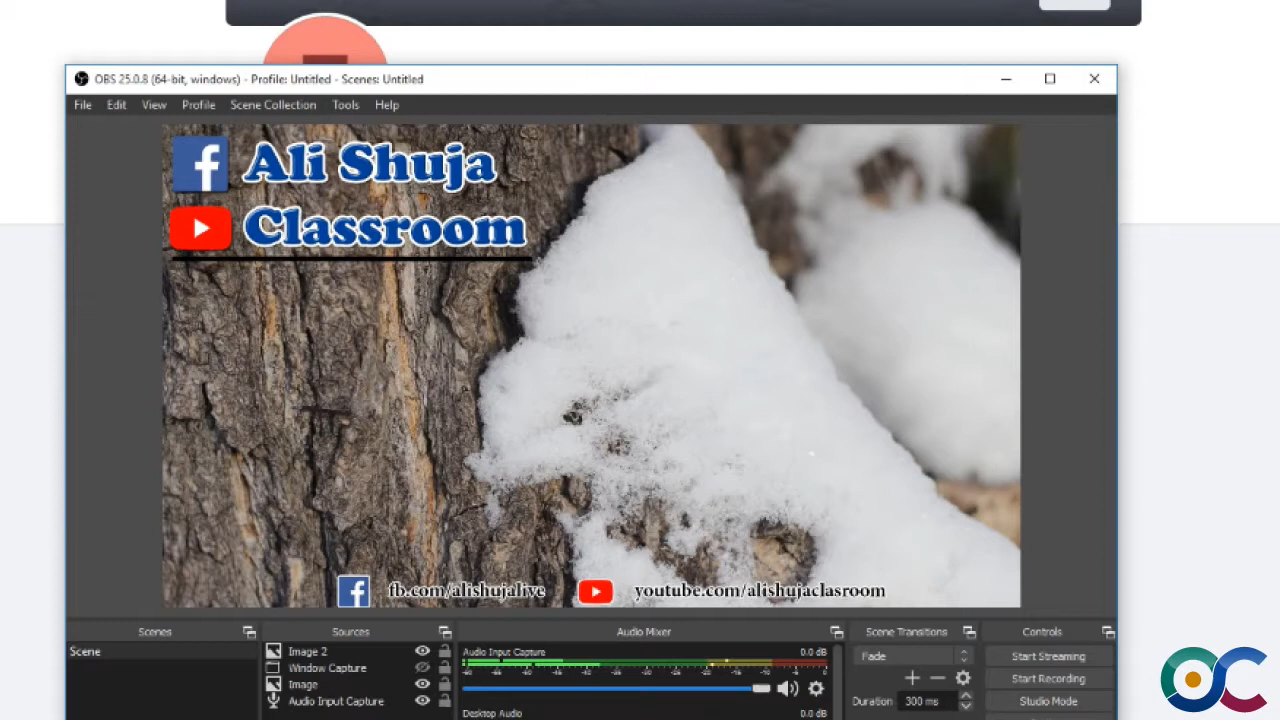 OBS 25.0.8 (64-bit, windows) - Profile: Untitled - Scenes: Untitled
File Edit View Profile Scene Collection Tools Help
Ali Shuja
Classroom
fb.com/alishujalive youtube.com/alishujaclasroom
Scenes Sources Audio Mixer Scene Transitions Controls
Scene
Image 2
Window Capture
Image
Audio Input Capture
Audio Input Capture 0.0 dB
Desktop Audio 0.0 dB
Fade
Duration 300 ms
Start Streaming
Start Recording
Studio Mode
OC